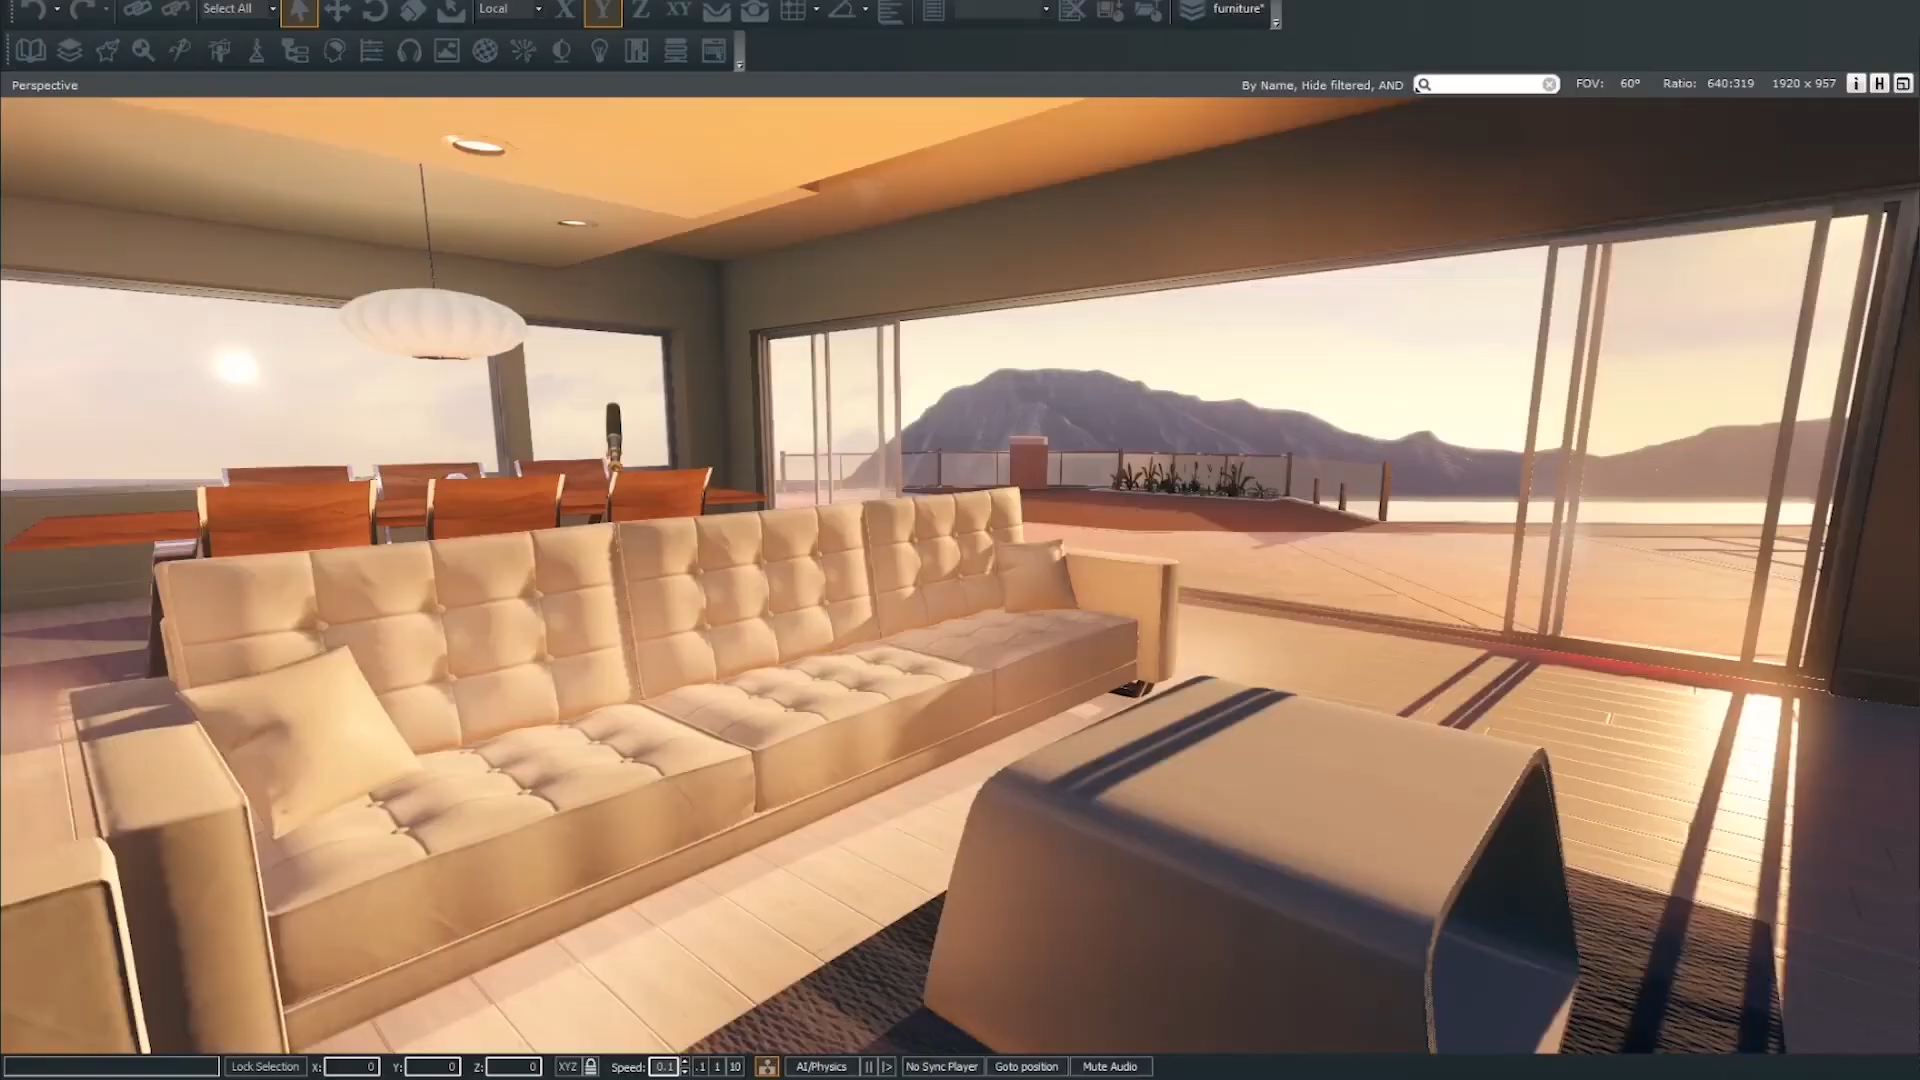 Select All Local X Y Z XY furniture*
Perspective By Name, Hide filtered, AND FOV: 60° Ratio: 640:319 1920 x 957 i H
Lock Selection X: 0 Y: 0 Z: 0 XYZ Speed: 0.1 .1 1 10 AI/Physics No Sync Player Goto position Mute Audio